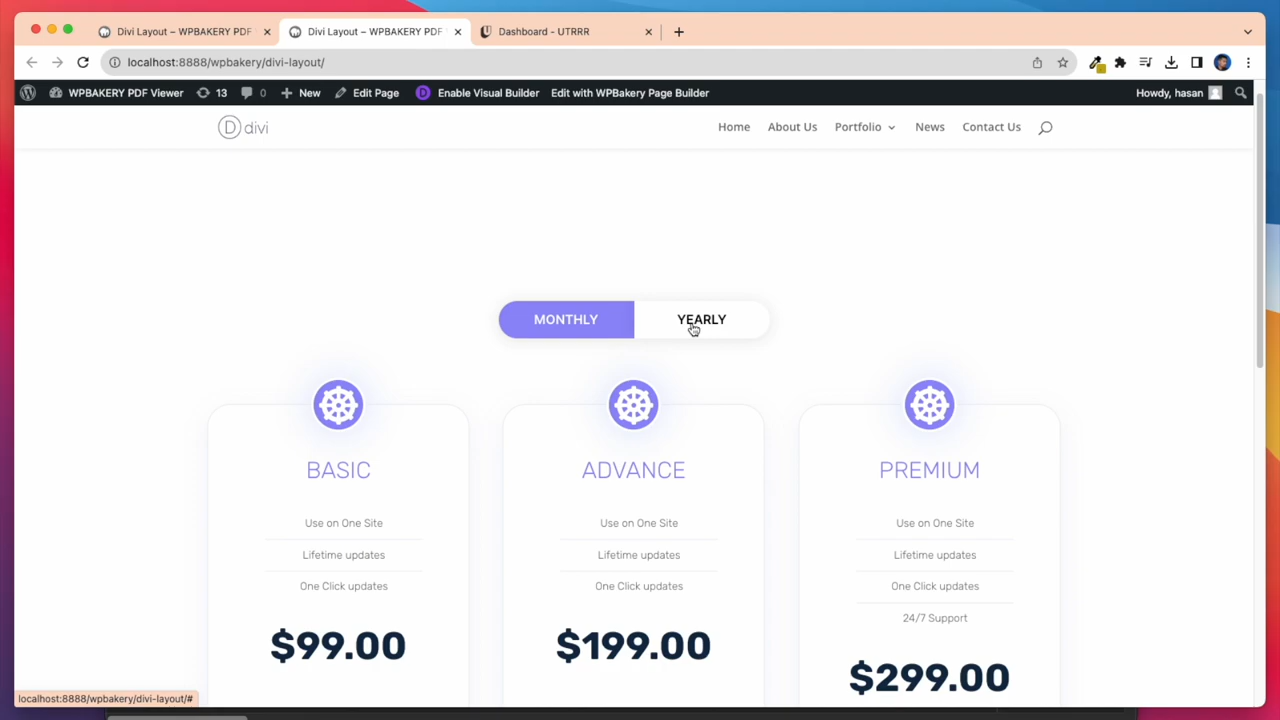 Divi Layout – WPBAKERY PDF
Divi Layout – WPBAKERY PDF
Dashboard - UTRRR
localhost:8888/wpbakery/divi-layout/
WPBAKERY PDF Viewer 13 0 New Edit Page Enable Visual Builder Edit with WPBakery Page Builder Howdy, hasan
D divi Home About Us Portfolio News Contact Us
MONTHLY YEARLY
BASIC
Use on One Site
Lifetime updates
One Click updates
$99.00
ADVANCE
Use on One Site
Lifetime updates
One Click updates
$199.00
PREMIUM
Use on One Site
Lifetime updates
One Click updates
24/7 Support
$299.00
localhost:8888/wpbakery/divi-layout/#